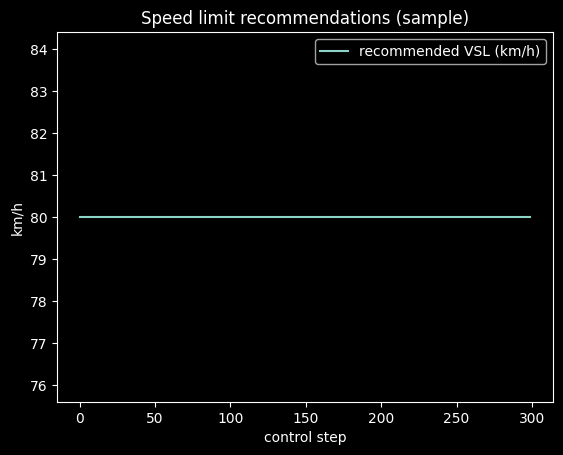 Speed limit recommendations (sample)
recommended VSL (km/h)
km/h
84
83
82
81
80
79
78
77
76
0 50 100 150 200 250 300
control step